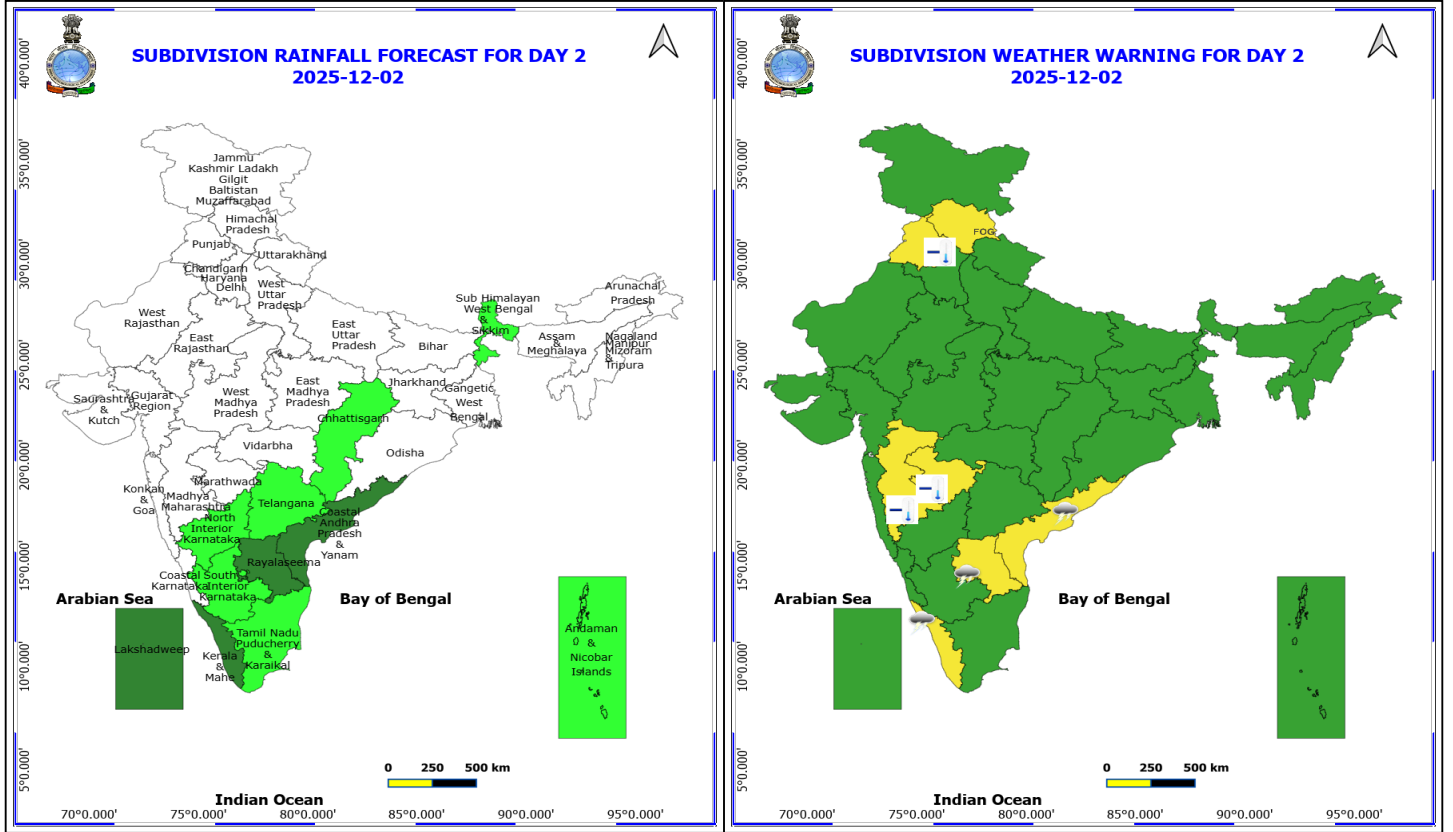 SUBDIVISION RAINFALL FORECAST FOR DAY 2
2025-12-02
40°0.000'
35°0.000'
30°0.000'
25°0.000'
20°0.000'
15°0.000'
10°0.000'
5°0.000'
Jammu
Kashmir Ladakh
Gilgit
Baltistan
Muzaffarabad
Himachal
Pradesh
Punjab
Uttarakhand
Chandigarh
Haryana
Delhi
West
Uttar
Pradesh
Arunachal
Pradesh
Sub Himalayan
West Bengal
&
Sikkim
West
Rajasthan
East
Rajasthan
East
Uttar
Pradesh
Bihar
Assam
&
Meghalaya
Nagaland
Manipur
Mizoram
&
Tripura
Saurashtra
&
Kutch
Gujarat
Region
West
Madhya
Pradesh
East
Madhya
Pradesh
Jharkhand
Gangetic
West
Bengal
Chhattisgarh
Vidarbha
Odisha
Konkan
&
Goa
Madhya
Maharashtra
Marathwada
Telangana
North
Interior
Karnataka
Coastal
Andhra
Pradesh
&
Yanam
Rayalaseema
Coastal
Karnataka
South
Interior
Karnataka
Arabian Sea
Bay of Bengal
Lakshadweep
Kerala
&
Mahe
Tamil Nadu
Puducherry
&
Karaikal
Andaman
&
Nicobar
Islands
0 250 500 km
Indian Ocean
70°0.000' 75°0.000' 80°0.000' 85°0.000' 90°0.000' 95°0.000'
SUBDIVISION WEATHER WARNING FOR DAY 2
2025-12-02
40°0.000'
35°0.000'
30°0.000'
25°0.000'
20°0.000'
15°0.000'
10°0.000'
5°0.000'
FOG
Arabian Sea
Bay of Bengal
0 250 500 km
Indian Ocean
70°0.000' 75°0.000' 80°0.000' 85°0.000' 90°0.000' 95°0.000'